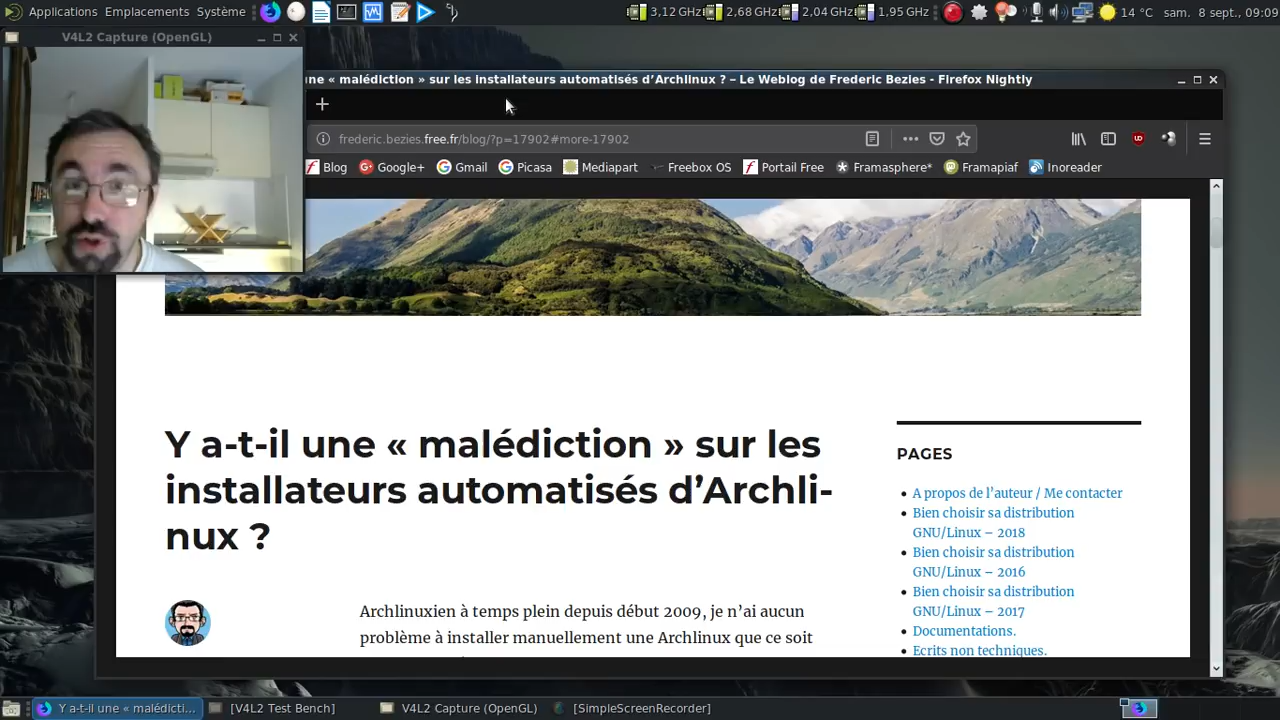 Applications Emplacements Système
3,12 GHz 2,68 GHz 2,04 GHz 1,95 GHz 14 °C sam. 8 sept., 09:09
V4L2 Capture (OpenGL)
une « malédiction » sur les installateurs automatisés d’Archlinux ? – Le Weblog de Frederic Bezies - Firefox Nightly
frederic.bezies.free.fr/blog/?p=17902#more-17902
Blog Google+ Gmail Picasa Mediapart Freebox OS Portail Free Framasphere* Framapiaf Inoreader
Y a-t-il une « malédiction » sur les
installateurs automatisés d’Archli-
nux ?
Archlinuxien à temps plein depuis début 2009, je n’ai aucun
problème à installer manuellement une Archlinux que ce soit
PAGES
A propos de l’auteur / Me contacter
Bien choisir sa distribution
GNU/Linux – 2018
Bien choisir sa distribution
GNU/Linux – 2016
Bien choisir sa distribution
GNU/Linux – 2017
Documentations.
Ecrits non techniques.
Y a-t-il une « malédicti... [V4L2 Test Bench] V4L2 Capture (OpenGL) [SimpleScreenRecorder]